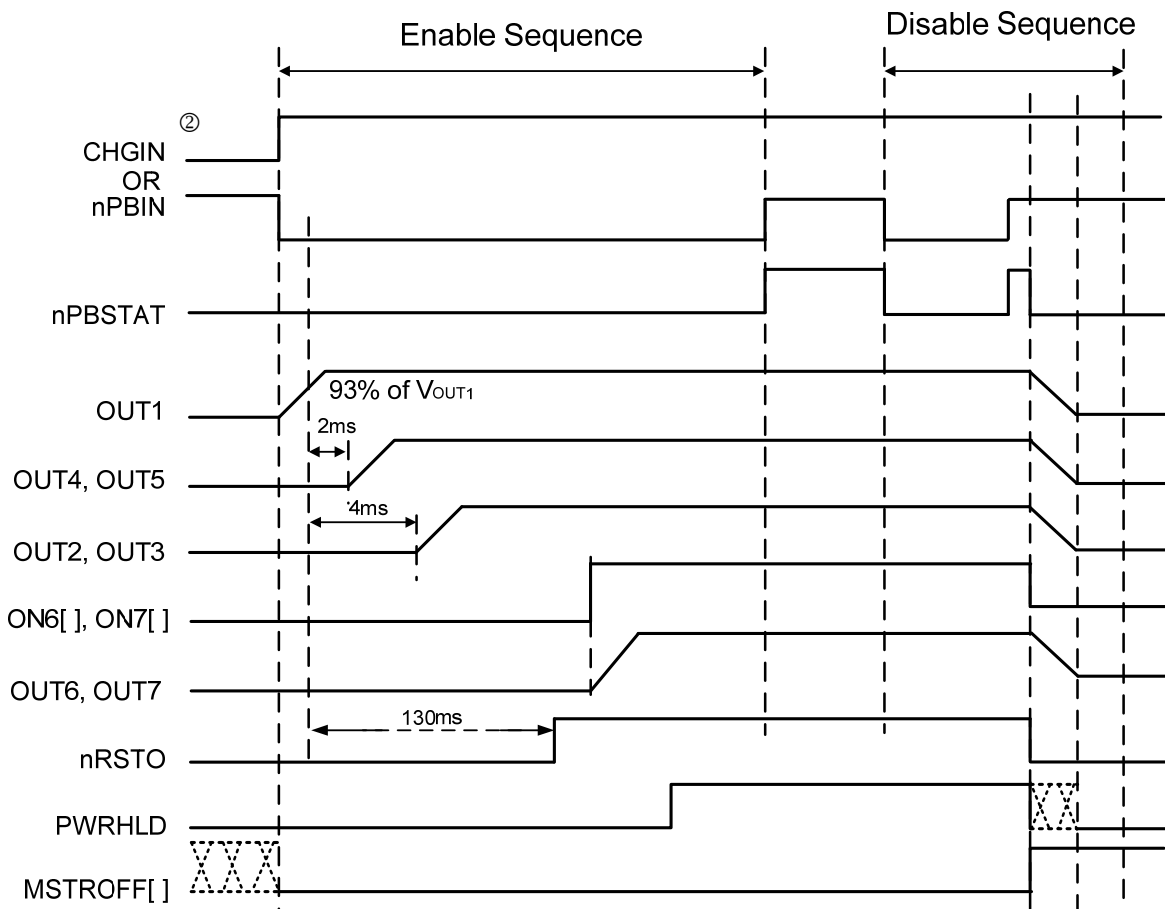 Enable Sequence
Disable Sequence
②
CHGIN
OR
nPBIN
nPBSTAT
93% of VOUT1
OUT1
2ms
OUT4, OUT5
4ms
OUT2, OUT3
ON6[ ], ON7[ ]
OUT6, OUT7
130ms
nRSTO
PWRHLD
MSTROFF[ ]